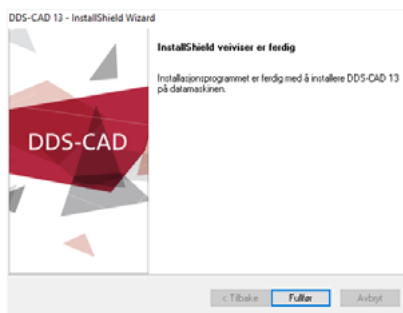 DDS-CAD 13 - InstallShield Wizard
InstallShield veiviser er ferdig
Installasjonsprogrammet er ferdig med å installere DDS-CAD 13
på datamaskinen.
DDS-CAD
< Tilbake
Fullfør
Avbryt